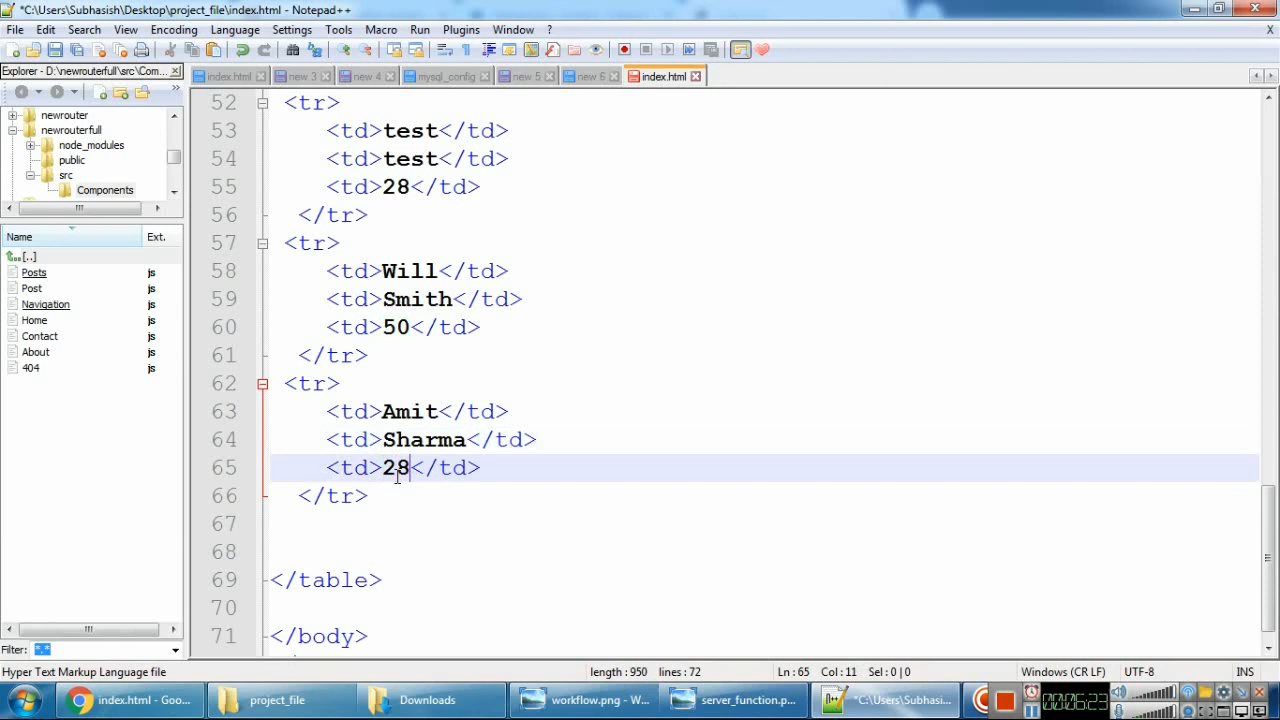 *C:\Users\Subhasish\Desktop\project_file\index.html - Notepad++
File Edit Search View Encoding Language Settings Tools Macro Run Plugins Window ? X
Explorer - D:\newrouterfull\src\Com...
index.html new 3 new 4 mysql_config new 5 new 6 index.html
newrouter
newrouterfull
node_modules
public
src
Components
Name Ext.
[..]
Posts js
Post js
Navigation js
Home js
Contact js
About js
404 js
Filter: *.*
52 <tr>
53 <td>test</td>
54 <td>test</td>
55 <td>28</td>
56 </tr>
57 <tr>
58 <td>Will</td>
59 <td>Smith</td>
60 <td>50</td>
61 </tr>
62 <tr>
63 <td>Amit</td>
64 <td>Sharma</td>
65 <td>28</td>
66 </tr>
67
68
69 </table>
70
71 </body>
Hyper Text Markup Language file length : 950 lines : 72 Ln : 65 Col : 11 Sel : 0 | 0 Windows (CR LF) UTF-8 INS
index.html - Goo... project_file Downloads workflow.png - W... server_function.p... *C:\Users\Subhasi... 00:06:23